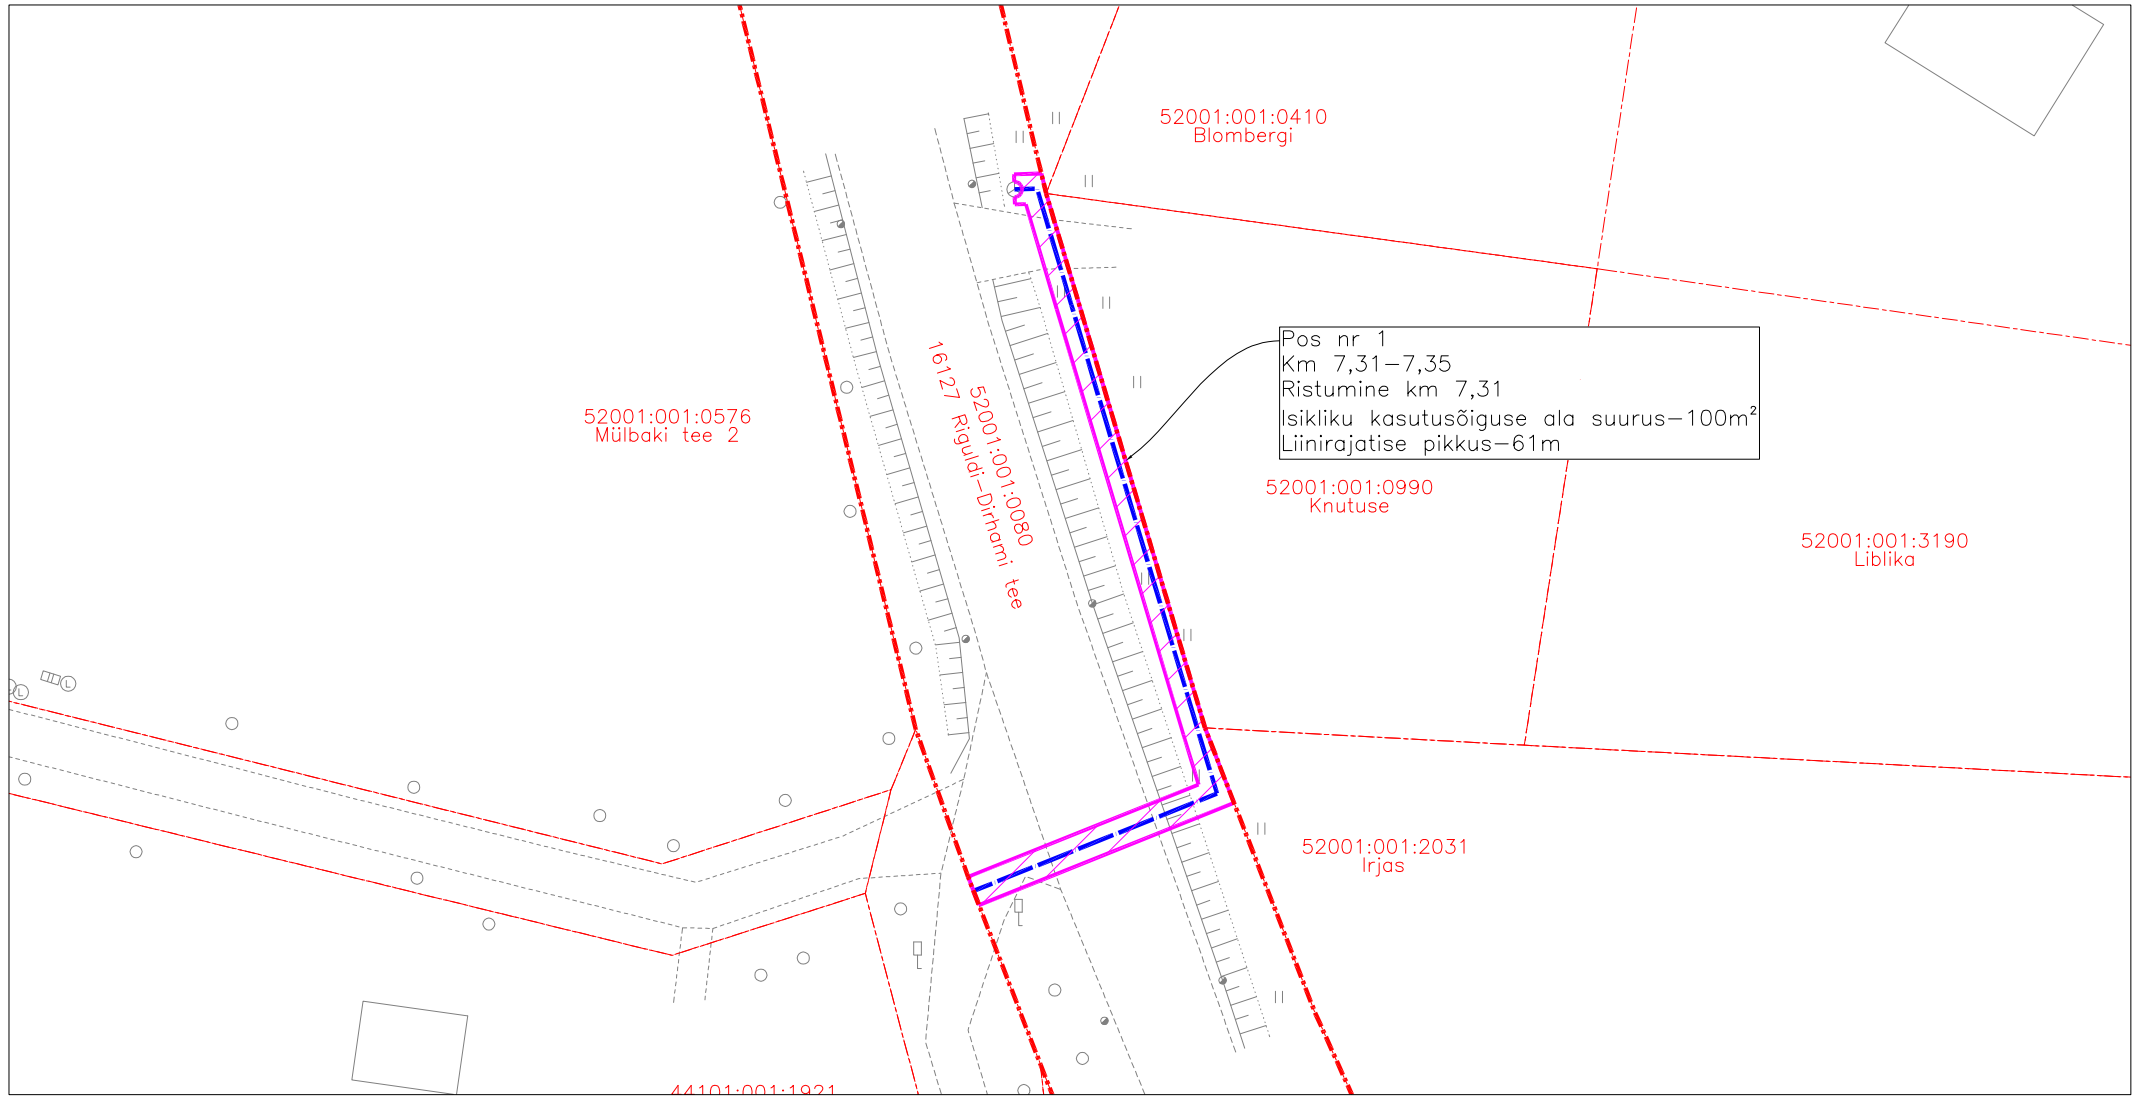 52001:001:0410
Blombergi
Pos nr 1
Km 7,31-7,35
Ristumine km 7,31
Isikliku kasutusõiguse ala suurus-100m²
Liinirajatise pikkus-61m
52001:001:0576
Mülbaki tee 2
52001:001:0080
16127 Riguldi-Dirhami tee
52001:001:0990
Knutuse
52001:001:3190
Liblika
52001:001:2031
Irjas
L
L
44101:001:1921